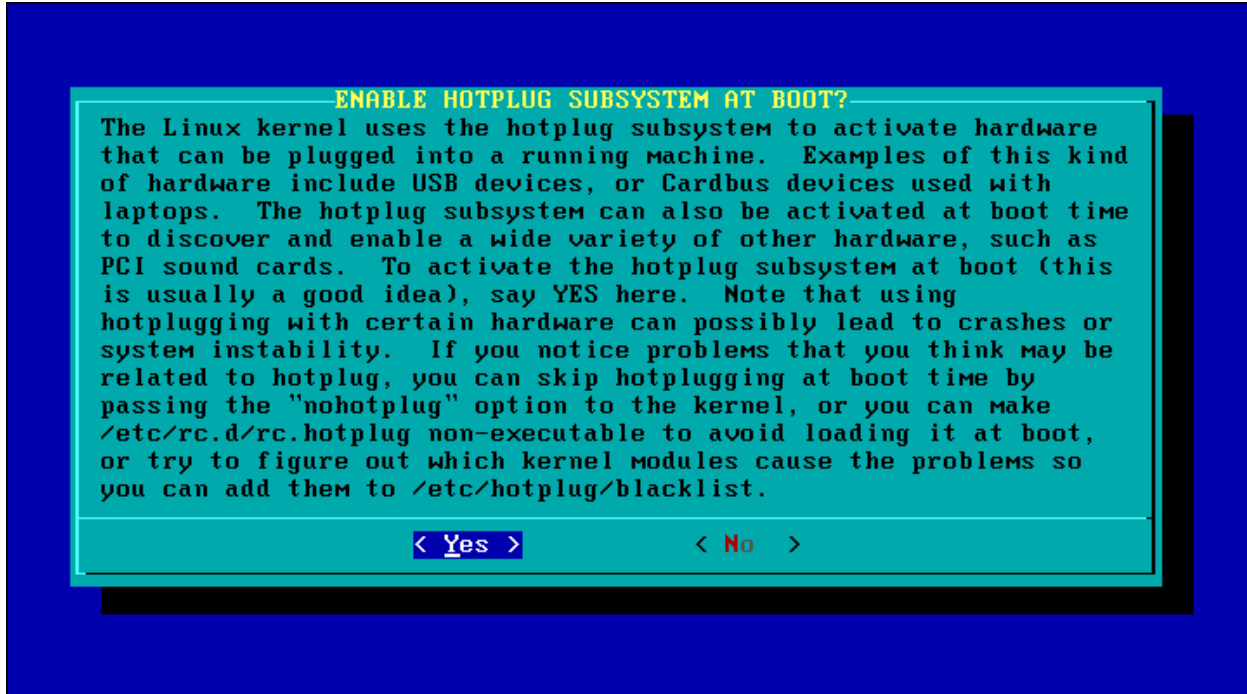 ENABLE HOTPLUG SUBSYSTEM AT BOOT?
The Linux kernel uses the hotplug subsystem to activate hardware
that can be plugged into a running machine.  Examples of this kind
of hardware include USB devices, or Cardbus devices used with
laptops.  The hotplug subsystem can also be activated at boot time
to discover and enable a wide variety of other hardware, such as
PCI sound cards.  To activate the hotplug subsystem at boot (this
is usually a good idea), say YES here.  Note that using
hotplugging with certain hardware can possibly lead to crashes or
system instability.  If you notice problems that you think may be
related to hotplug, you can skip hotplugging at boot time by
passing the "nohotplug" option to the kernel, or you can make
/etc/rc.d/rc.hotplug non-executable to avoid loading it at boot,
or try to figure out which kernel modules cause the problems so
you can add them to /etc/hotplug/blacklist.
< Yes > < No >